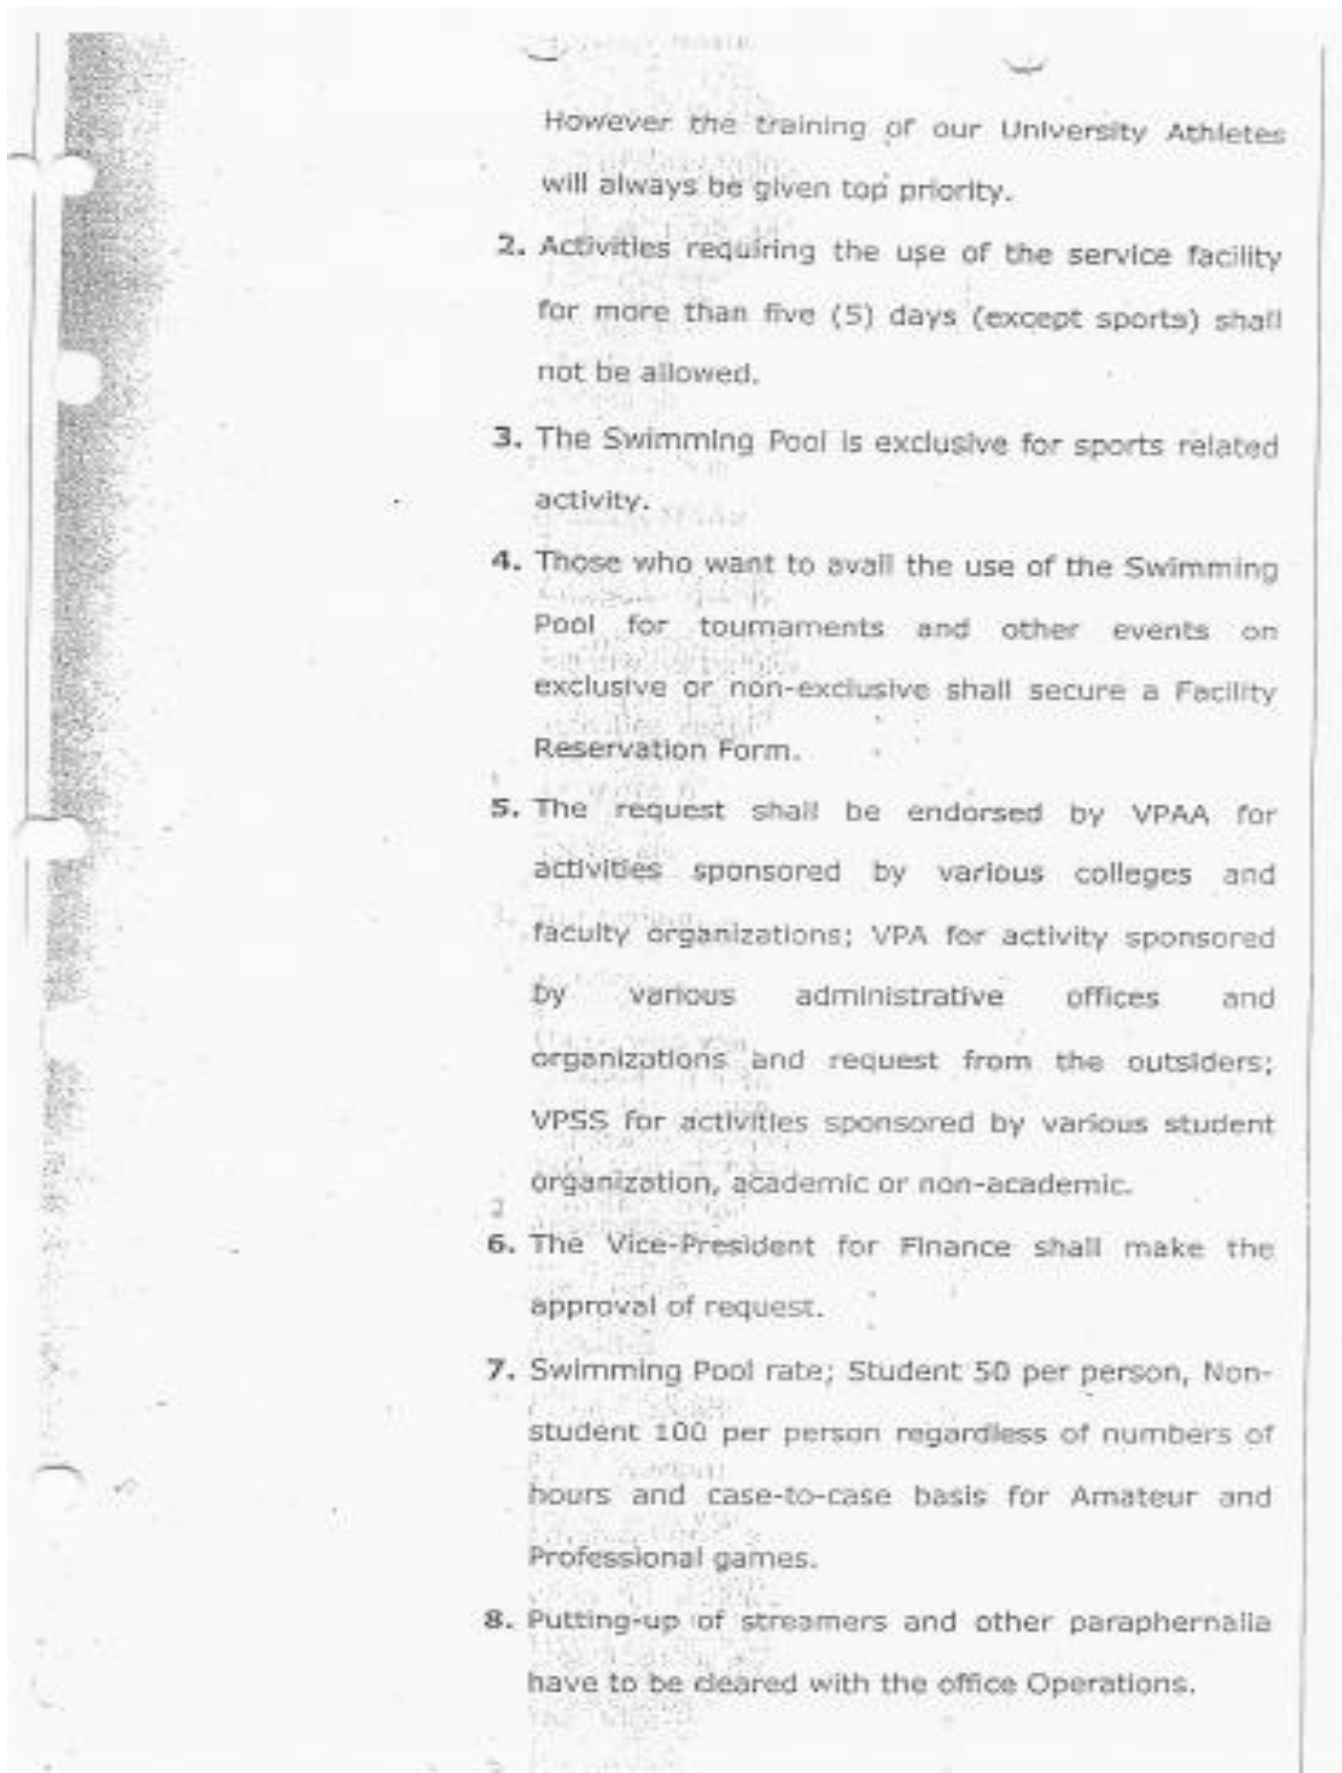 However the training of our University Athletes
will always be given top priority.
2. Activities requiring the use of the service facility
for more than five (5) days (except sports) shall
not be allowed.
3. The Swimming Pool is exclusive for sports related
activity.
4. Those who want to avail the use of the Swimming
Pool for tournaments and other events on
exclusive or non-exclusive shall secure a Facility
Reservation Form.
5. The request shall be endorsed by VPAA for
activities sponsored by various colleges and
faculty organizations; VPA for activity sponsored
by various administrative offices and
organizations and request from the outsiders;
VPSS for activities sponsored by various student
organization, academic or non-academic.
6. The Vice-President for Finance shall make the
approval of request.
7. Swimming Pool rate; Student 50 per person, Non-
student 100 per person regardless of numbers of
hours and case-to-case basis for Amateur and
Professional games.
8. Putting-up of streamers and other paraphernalia
have to be cleared with the office Operations.